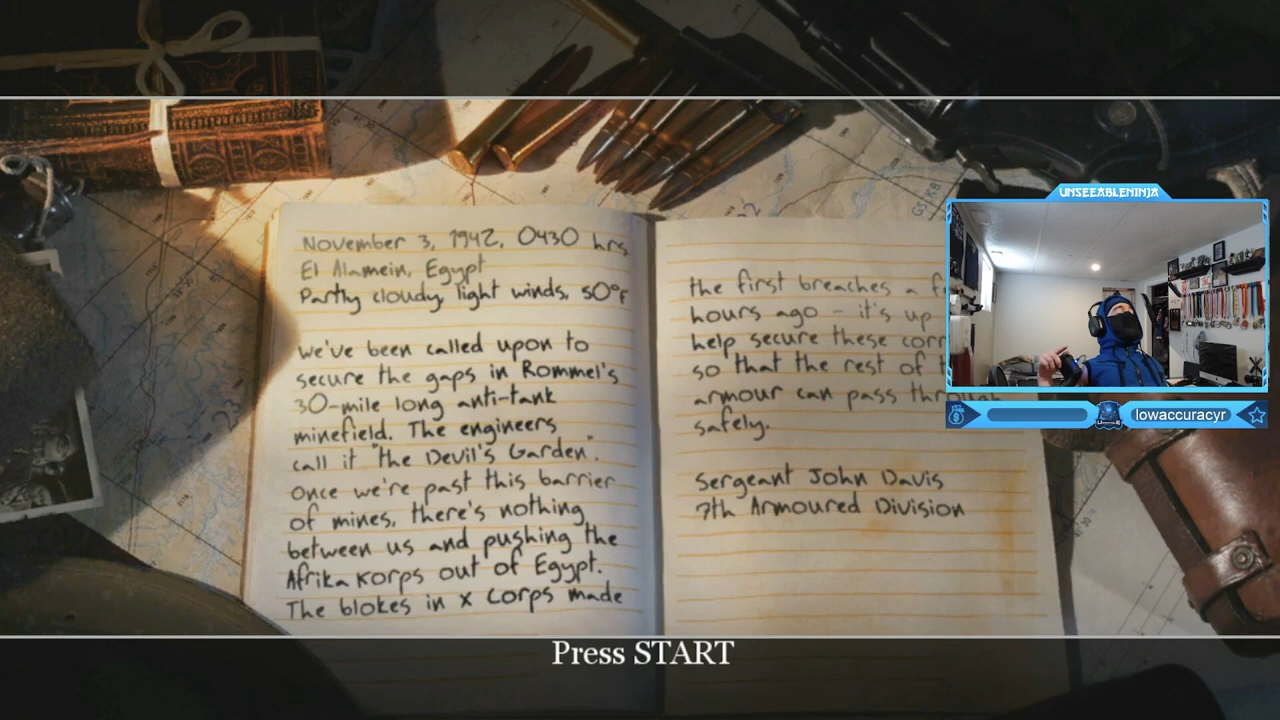 November 3, 1942, 0430 hrs
El Alamein, Egypt
Partly cloudy, light winds, 50°F
We've been called upon to
secure the gaps in Rommel's
30-mile long anti-tank
minefield. The engineers
call it "the Devil's Garden".
Once we're past this barrier
of mines, there's nothing
between us and pushing the
Afrika Korps out of Egypt.
The blokes in X Corps made
the first breaches a
hours ago - it's up
help secure these
so that the rest of
armour can pass through
safely.
Sergeant John Davis
7th Armoured Division
UNSEEABLENINJA
lowaccuracyr
Press START